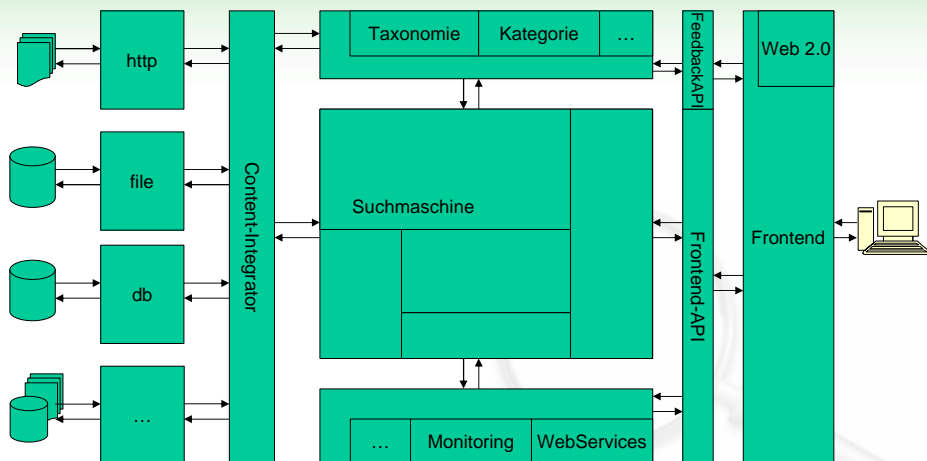 Taxonomie
Kategorie
...
FeedbackAPI
Web 2.0
http
file
db
...
Content-Integrator
Suchmaschine
Frontend-API
Frontend
...
Monitoring
WebServices